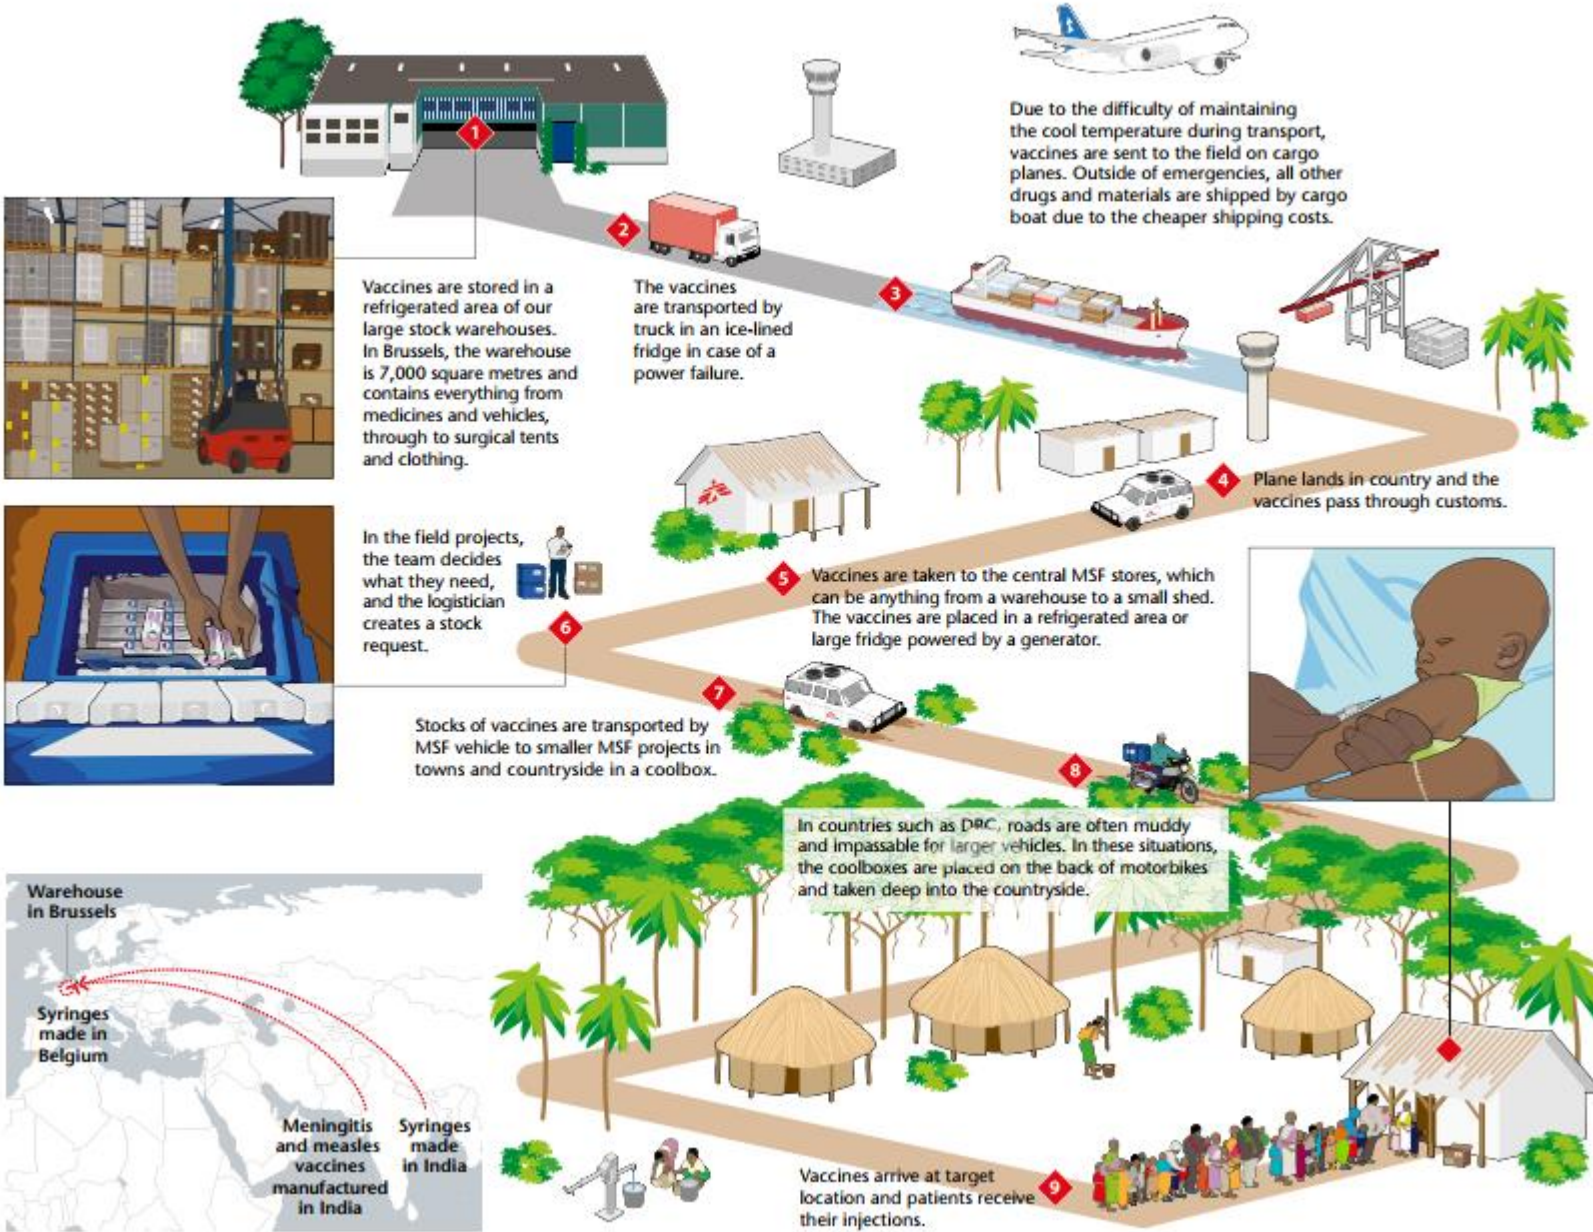 Due to the difficulty of maintaining
the cool temperature during transport,
vaccines are sent to the field on cargo
planes. Outside of emergencies, all other
drugs and materials are shipped by cargo
boat due to the cheaper shipping costs.
1
2
3
Vaccines are stored in a
refrigerated area of our
large stock warehouses.
In Brussels, the warehouse
is 7,000 square metres and
contains everything from
medicines and vehicles,
through to surgical tents
and clothing.
The vaccines
are transported by
truck in an ice-lined
fridge in case of a
power failure.
4
Plane lands in country and the
vaccines pass through customs.
5
Vaccines are taken to the central MSF stores, which
can be anything from a warehouse to a small shed.
The vaccines are placed in a refrigerated area or
large fridge powered by a generator.
In the field projects,
the team decides
what they need,
and the logistician
creates a stock
request.
6
7
Stocks of vaccines are transported by
MSF vehicle to smaller MSF projects in
towns and countryside in a coolbox.
8
In countries such as DRC, roads are often muddy
and impassable for larger vehicles. In these situations,
the coolboxes are placed on the back of motorbikes
and taken deep into the countryside.
Warehouse
in Brussels
Syringes
made in
Belgium
Meningitis
and measles
vaccines
manufactured
in India
Syringes
made
in India
Vaccines arrive at target
location and patients receive
their injections.
9